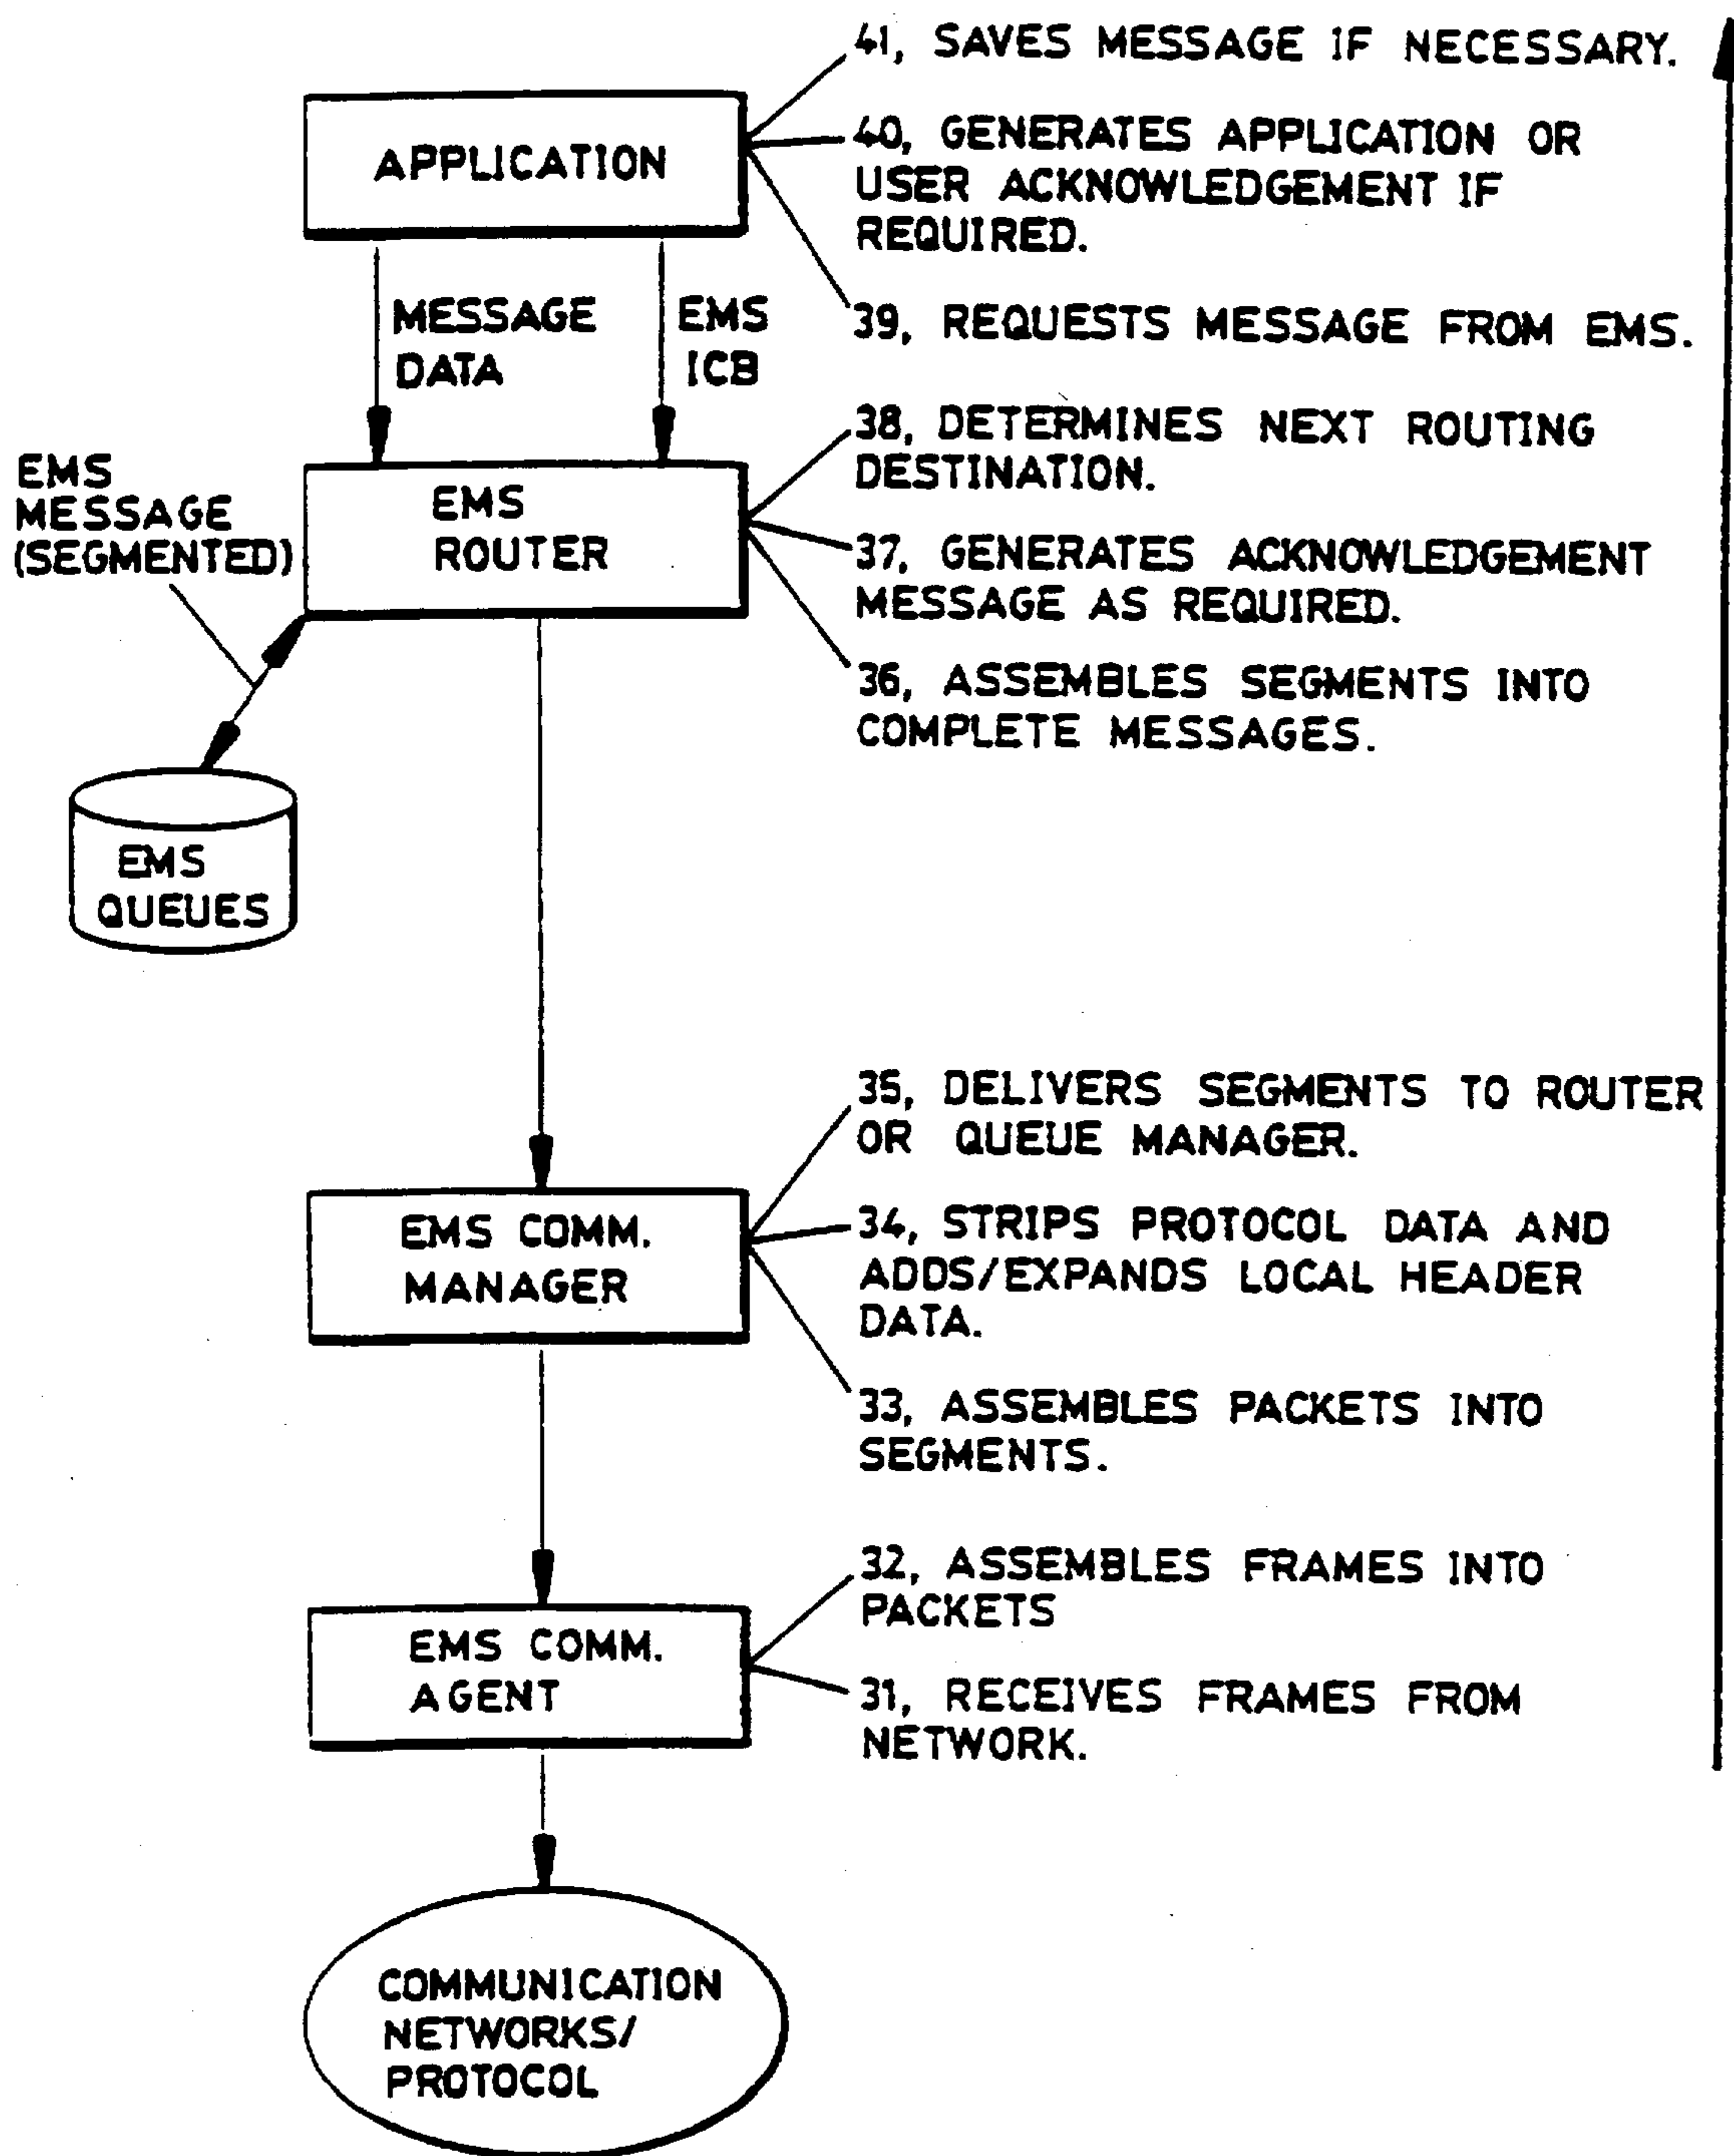 41, SAVES MESSAGE IF NECESSARY.
APPLICATION
40, GENERATES APPLICATION OR
USER ACKNOWLEDGEMENT IF
REQUIRED.
39, REQUESTS MESSAGE FROM EMS.
MESSAGE
DATA
EMS
ICB
38, DETERMINES NEXT ROUTING
DESTINATION.
EMS
MESSAGE
(SEGMENTED)
EMS
ROUTER
37, GENERATES ACKNOWLEDGEMENT
MESSAGE AS REQUIRED.
36, ASSEMBLES SEGMENTS INTO
COMPLETE MESSAGES.
EMS
QUEUES
35, DELIVERS SEGMENTS TO ROUTER
OR QUEUE MANAGER.
EMS COMM.
MANAGER
34, STRIPS PROTOCOL DATA AND
ADDS/EXPANDS LOCAL HEADER
DATA.
33, ASSEMBLES PACKETS INTO
SEGMENTS.
32, ASSEMBLES FRAMES INTO
PACKETS
EMS COMM.
AGENT
31, RECEIVES FRAMES FROM
NETWORK.
COMMUNICATION
NETWORKS/
PROTOCOL